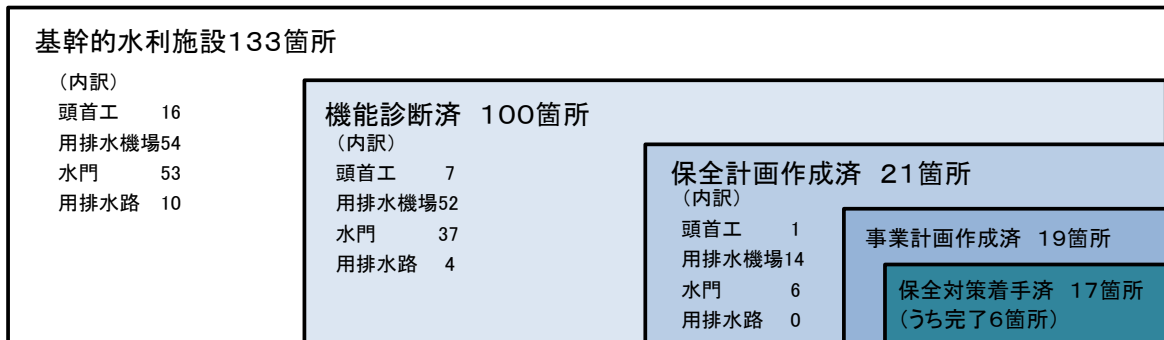 基幹的水利施設133箇所
（内訳）
頭首工 16
用排水機場54
水門 53
用排水路 10
機能診断済 100箇所
（内訳）
頭首工 7
用排水機場52
水門 37
用排水路 4
保全計画作成済 21箇所
（内訳）
頭首工 1
用排水機場14
水門 6
用排水路 0
事業計画作成済 19箇所
保全対策着手済 17箇所
（うち完了6箇所）